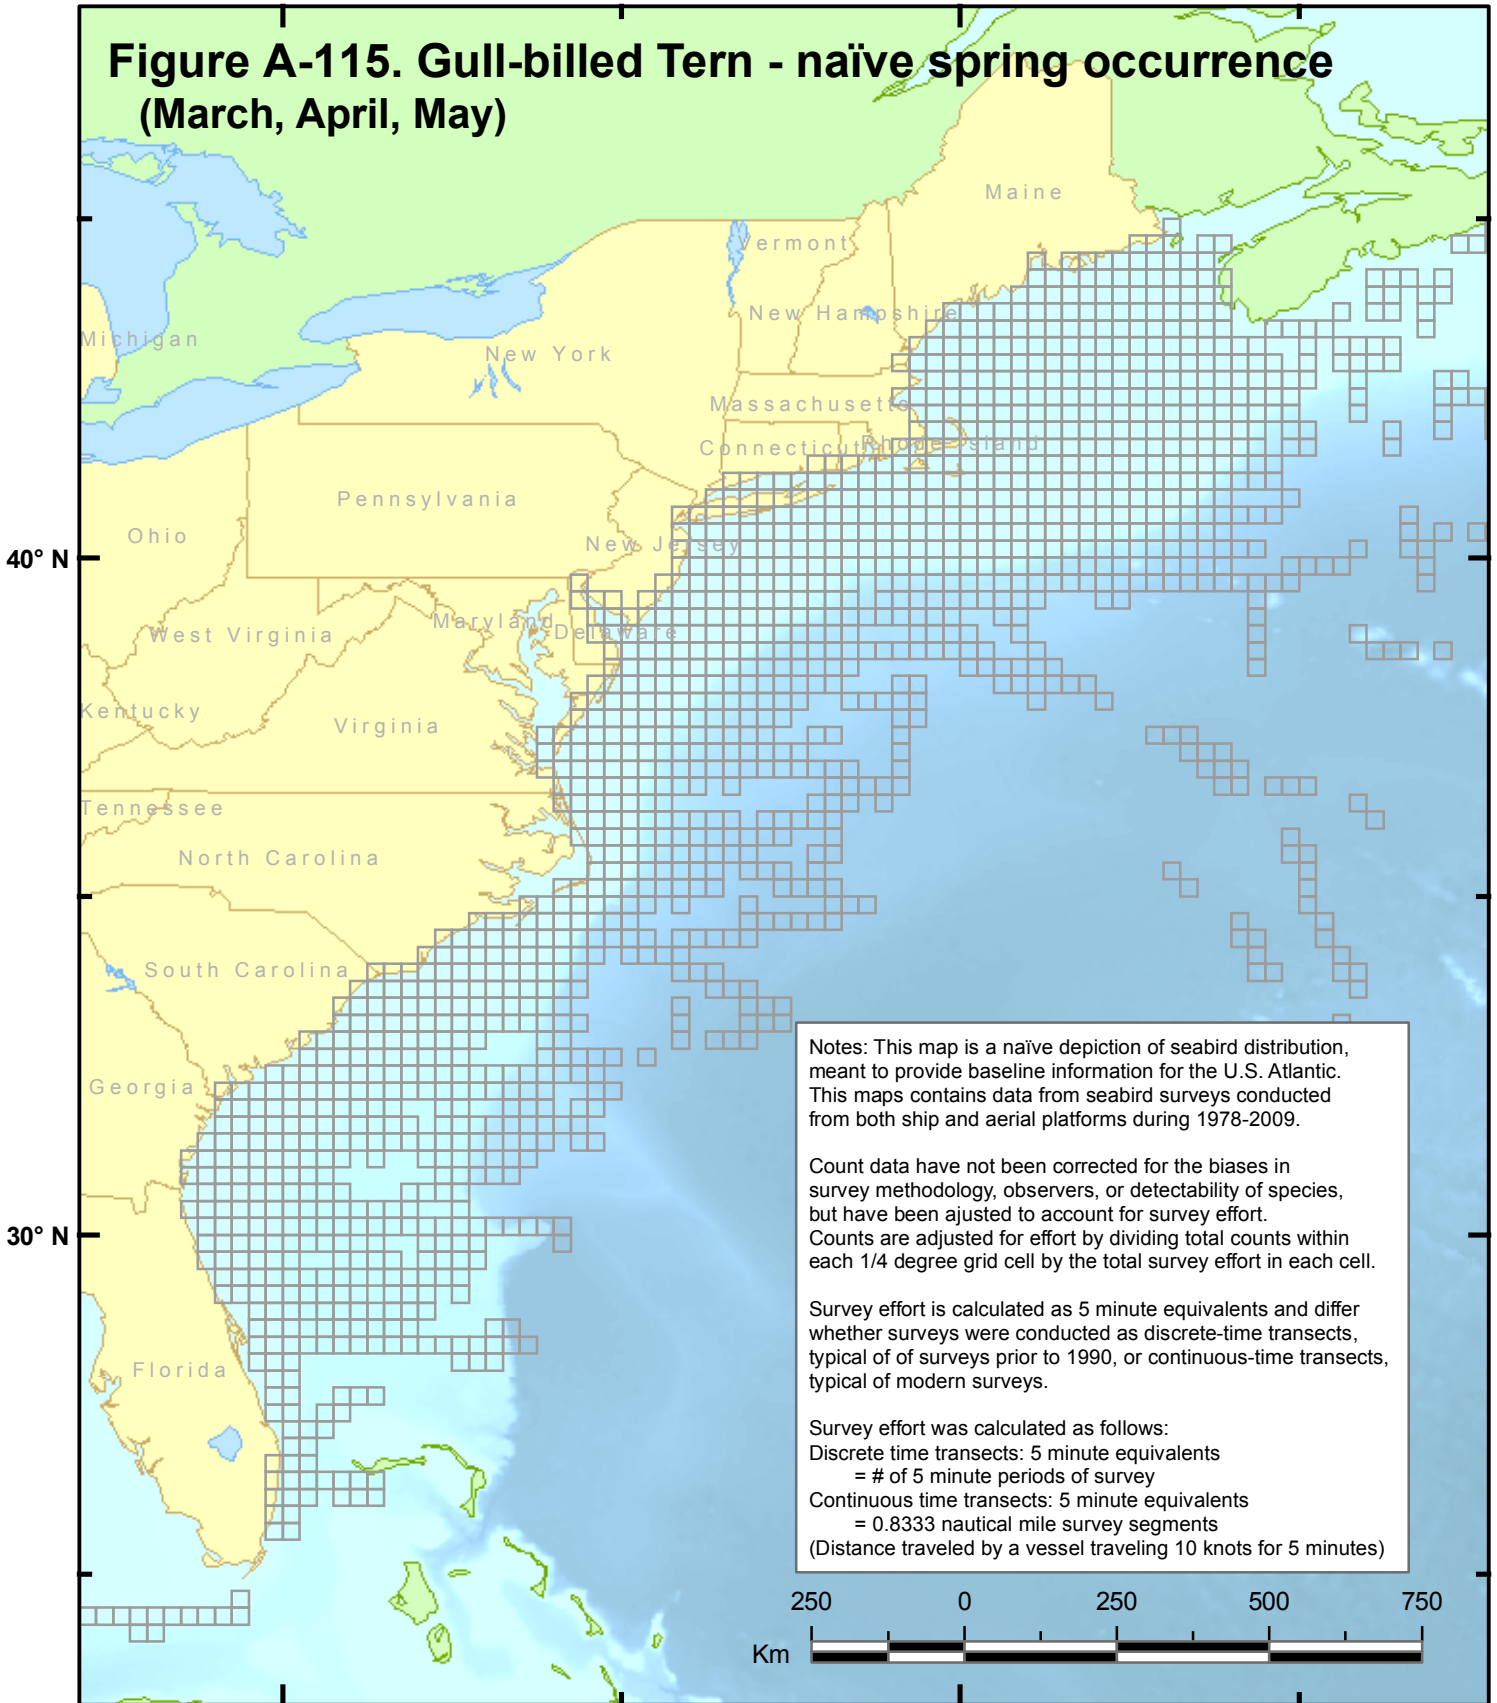 Figure A-115. Gull-billed Tern - naïve spring occurrence
(March, April, May)
Maine
Vermont
New Hampshire
Michigan
New York
Massachusetts
Connecticut
Rhode Island
Pennsylvania
Ohio
New Jersey
40° N
West Virginia
Maryland
Delaware
Kentucky
Virginia
Tennessee
North Carolina
South Carolina
Georgia
30° N
Florida
Notes: This map is a naïve depiction of seabird distribution,
meant to provide baseline information for the U.S. Atlantic.
This maps contains data from seabird surveys conducted
from both ship and aerial platforms during 1978-2009.
Count data have not been corrected for the biases in
survey methodology, observers, or detectability of species,
but have been ajusted to account for survey effort.
Counts are adjusted for effort by dividing total counts within
each 1/4 degree grid cell by the total survey effort in each cell.
Survey effort is calculated as 5 minute equivalents and differ
whether surveys were conducted as discrete-time transects,
typical of of surveys prior to 1990, or continuous-time transects,
typical of modern surveys.
Survey effort was calculated as follows:
Discrete time transects: 5 minute equivalents
= # of 5 minute periods of survey
Continuous time transects: 5 minute equivalents
= 0.8333 nautical mile survey segments
(Distance traveled by a vessel traveling 10 knots for 5 minutes)
250 0 250 500 750
Km